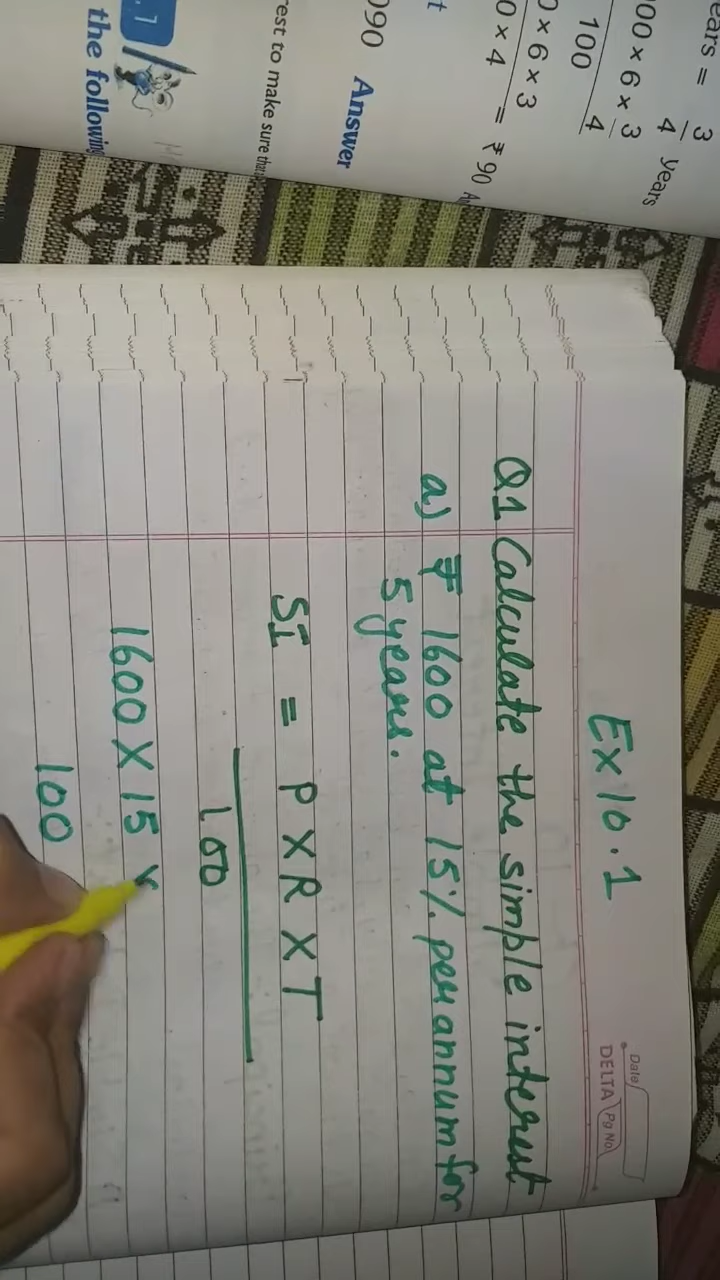 ears = 3/4 years
00 × 6 × 3
100 4
0 × 6 × 3
0 × 4 = ₹ 90
090 Answer
rest to make sure tha
.1
the following
Date
DELTA Pg No.
Ex 10.1
Q1 Calculate the simple interest
a) ₹ 1600 at 15% per annum for
5 years.
SI = P X R X T
100
1600 X 15 x
100